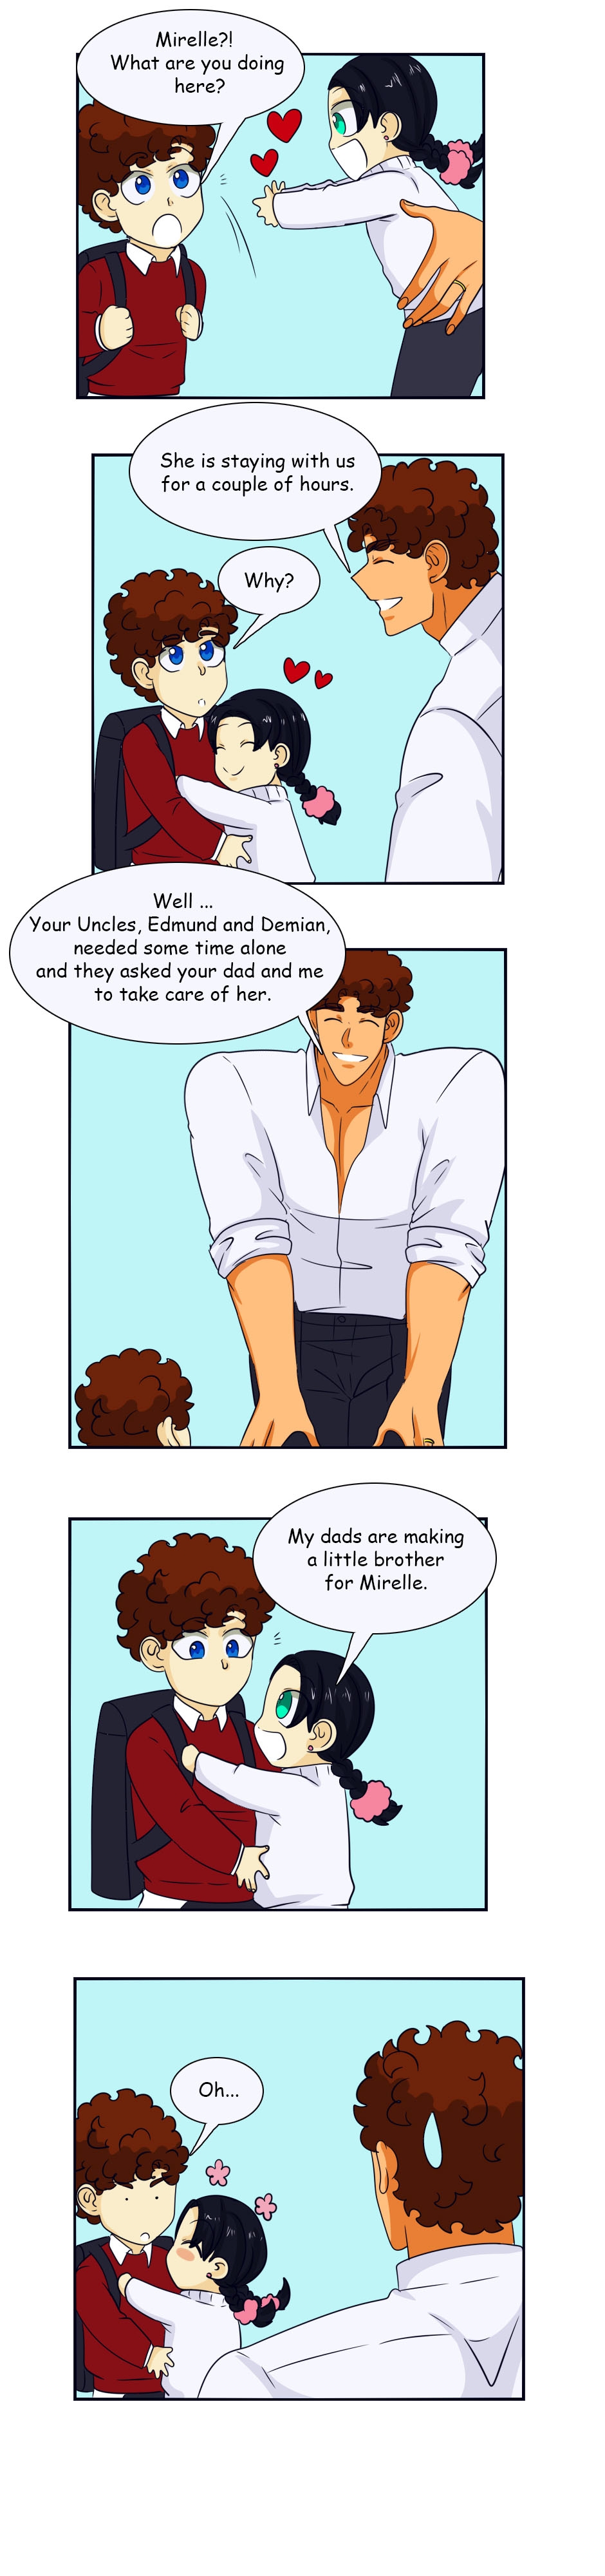 Mirelle?!
What are you doing
here?
She is staying with us
for a couple of hours.
Why?
Well ...
Your Uncles, Edmund and Demian,
needed some time alone
and they asked your dad and me
to take care of her.
My dads are making
a little brother
for Mirelle.
Oh...